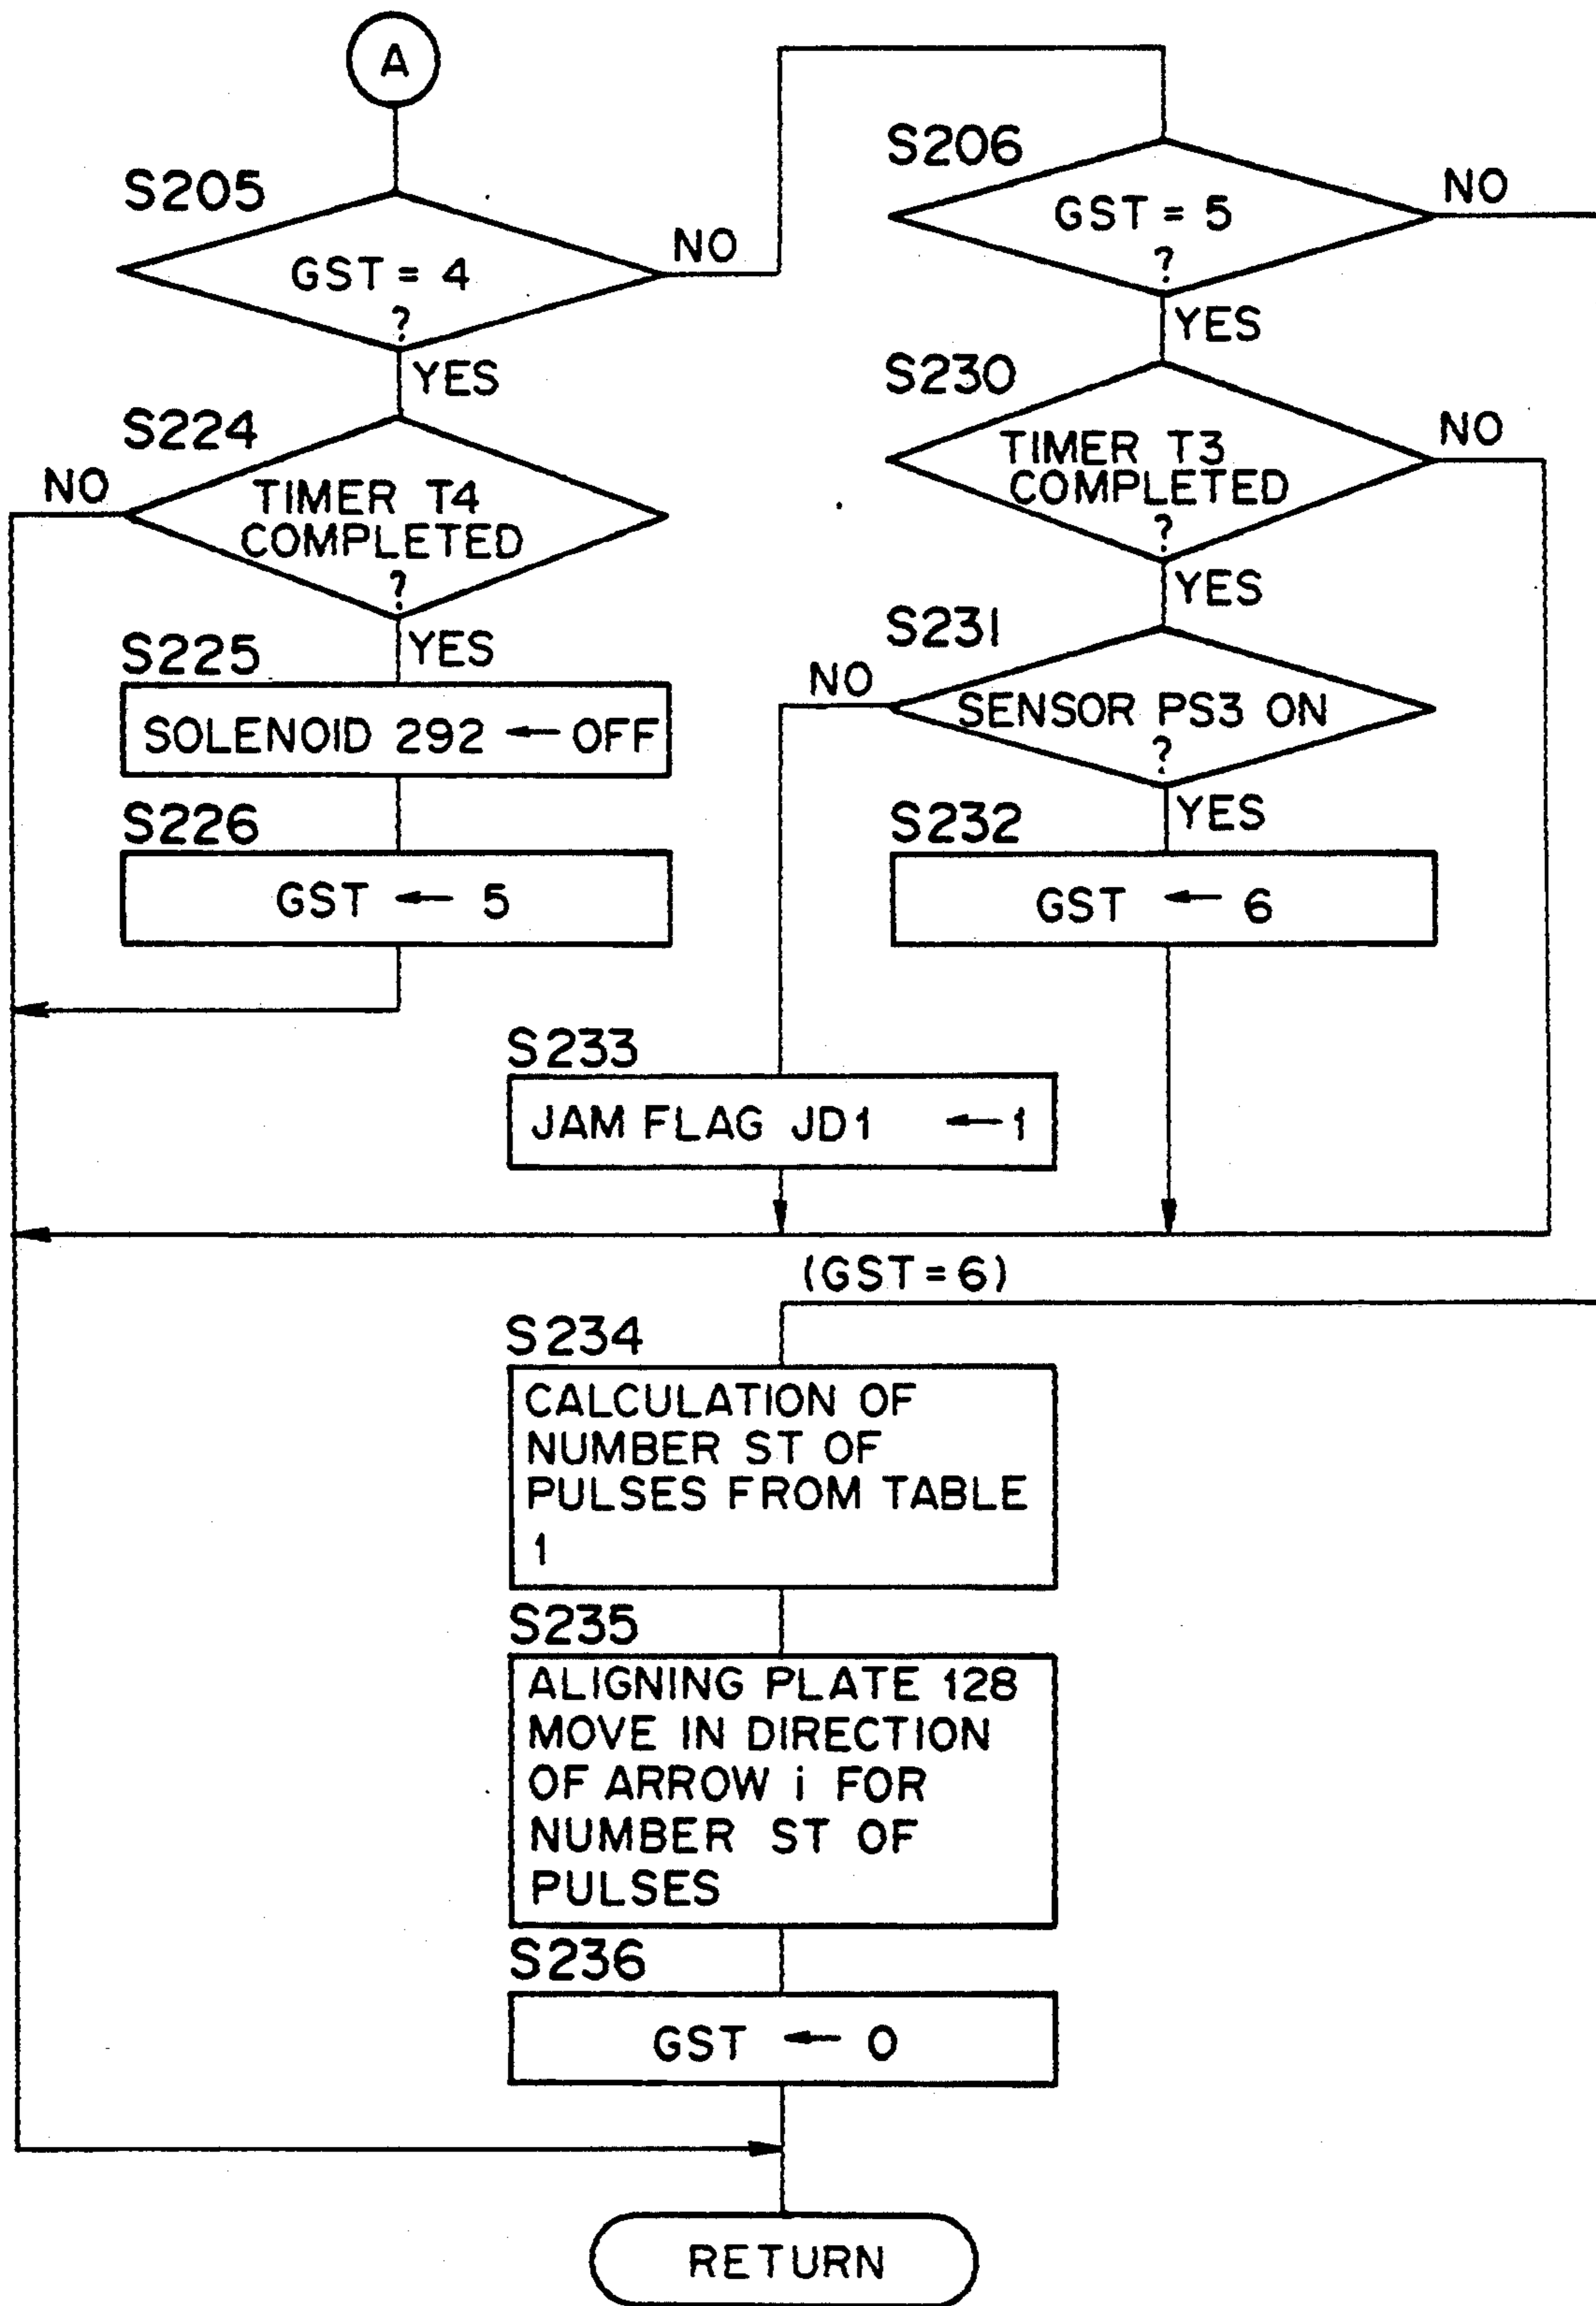 A
S205
GST = 4
?
NO
YES
S224
TIMER T4
COMPLETED
?
NO
YES
S225
SOLENOID 292 ← OFF
S226
GST ← 5
S206
GST = 5
?
NO
YES
S230
TIMER T3
COMPLETED
?
NO
YES
S231
SENSOR PS3 ON
?
NO
YES
S232
GST ← 6
S233
JAM FLAG JD1 ← 1
(GST=6)
S234
CALCULATION OF
NUMBER ST OF
PULSES FROM TABLE
1
S235
ALIGNING PLATE 128
MOVE IN DIRECTION
OF ARROW i FOR
NUMBER ST OF
PULSES
S236
GST ← 0
RETURN